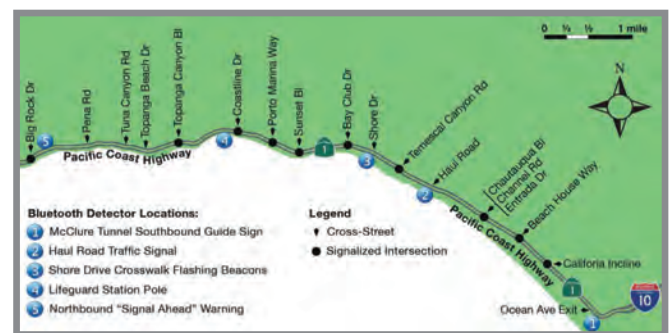 0 ¼ ½ 1 mile
N
Big Rock Dr
Pena Rd
Tuna Canyon Rd
Topanga Beach Dr
Topanga Canyon Bl
Coastline Dr
Porto Marina Way
Sunset Bl
Bay Club Dr
Shore Dr
Temescal Canyon Rd
Haul Road
Chautauqua Bl
Channel Rd
Entrada Dr
Beach House Way
Califoria Incline
Ocean Ave Exit
5
4
1
3
2
1
1
10
Pacific Coast Highway
Pacific Coast Highway
Bluetooth Detector Locations:
1 McClure Tunnel Southbound Guide Sign
2 Haul Road Traffic Signal
3 Shore Drive Crosswalk Flashing Beacons
4 Lifeguard Station Pole
5 Northbound "Signal Ahead" Warning
Legend
Cross-Street
Signalized Intersection